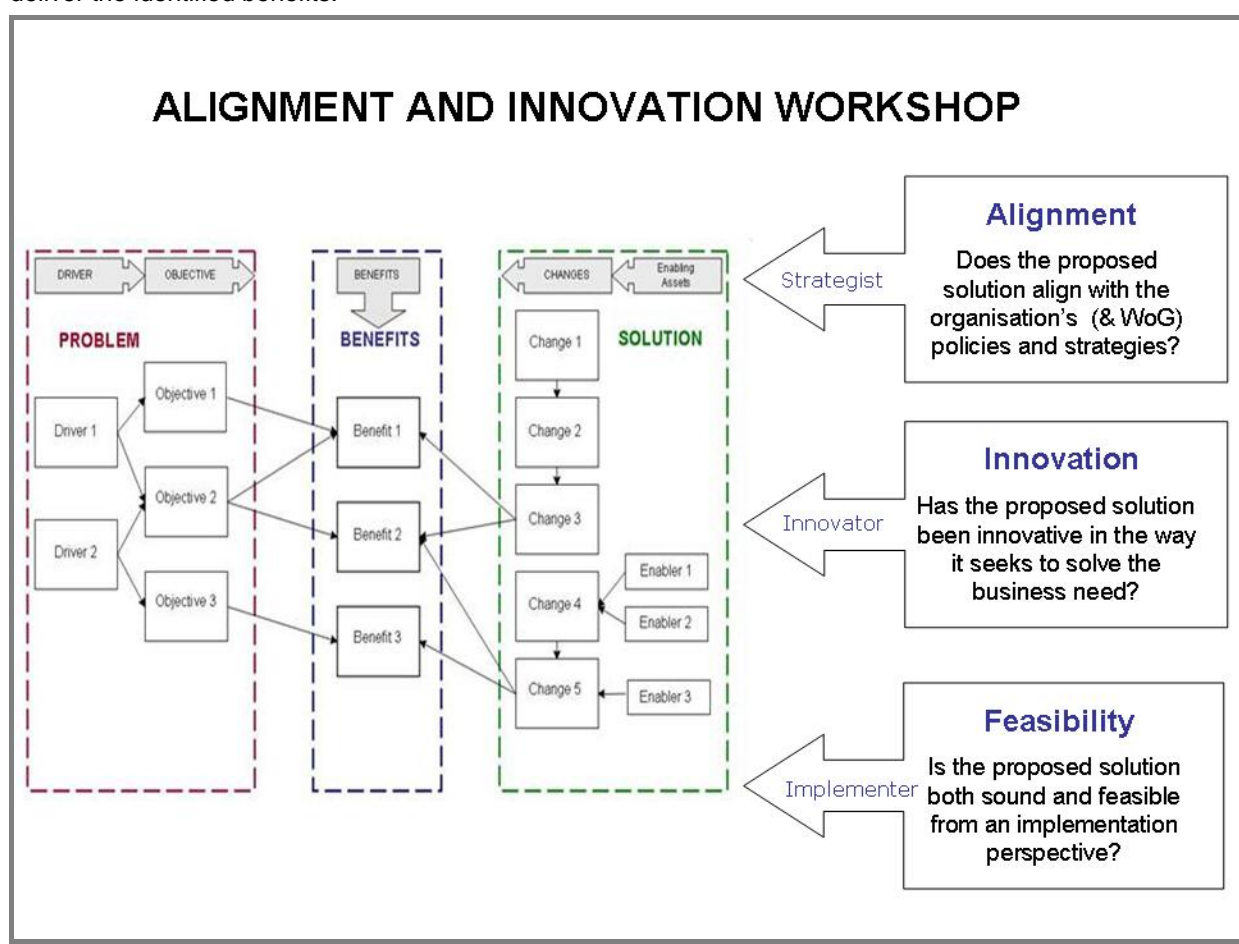 deliver the identified benefits.
ALIGNMENT AND INNOVATION WORKSHOP
DRIVER
OBJECTIVE
PROBLEM
Driver 1
Driver 2
Objective 1
Objective 2
Objective 3
BENEFITS
BENEFITS
Benefit 1
Benefit 2
Benefit 3
CHANGES
Enabling
Assets
SOLUTION
Change 1
Change 2
Change 3
Change 4
Change 5
Enabler 1
Enabler 2
Enabler 3
Strategist
Alignment
Does the proposed
solution align with the
organisation's (& WoG)
policies and strategies?
Innovator
Innovation
Has the proposed solution
been innovative in the way
it seeks to solve the
business need?
Implementer
Feasibility
Is the proposed solution
both sound and feasible
from an implementation
perspective?